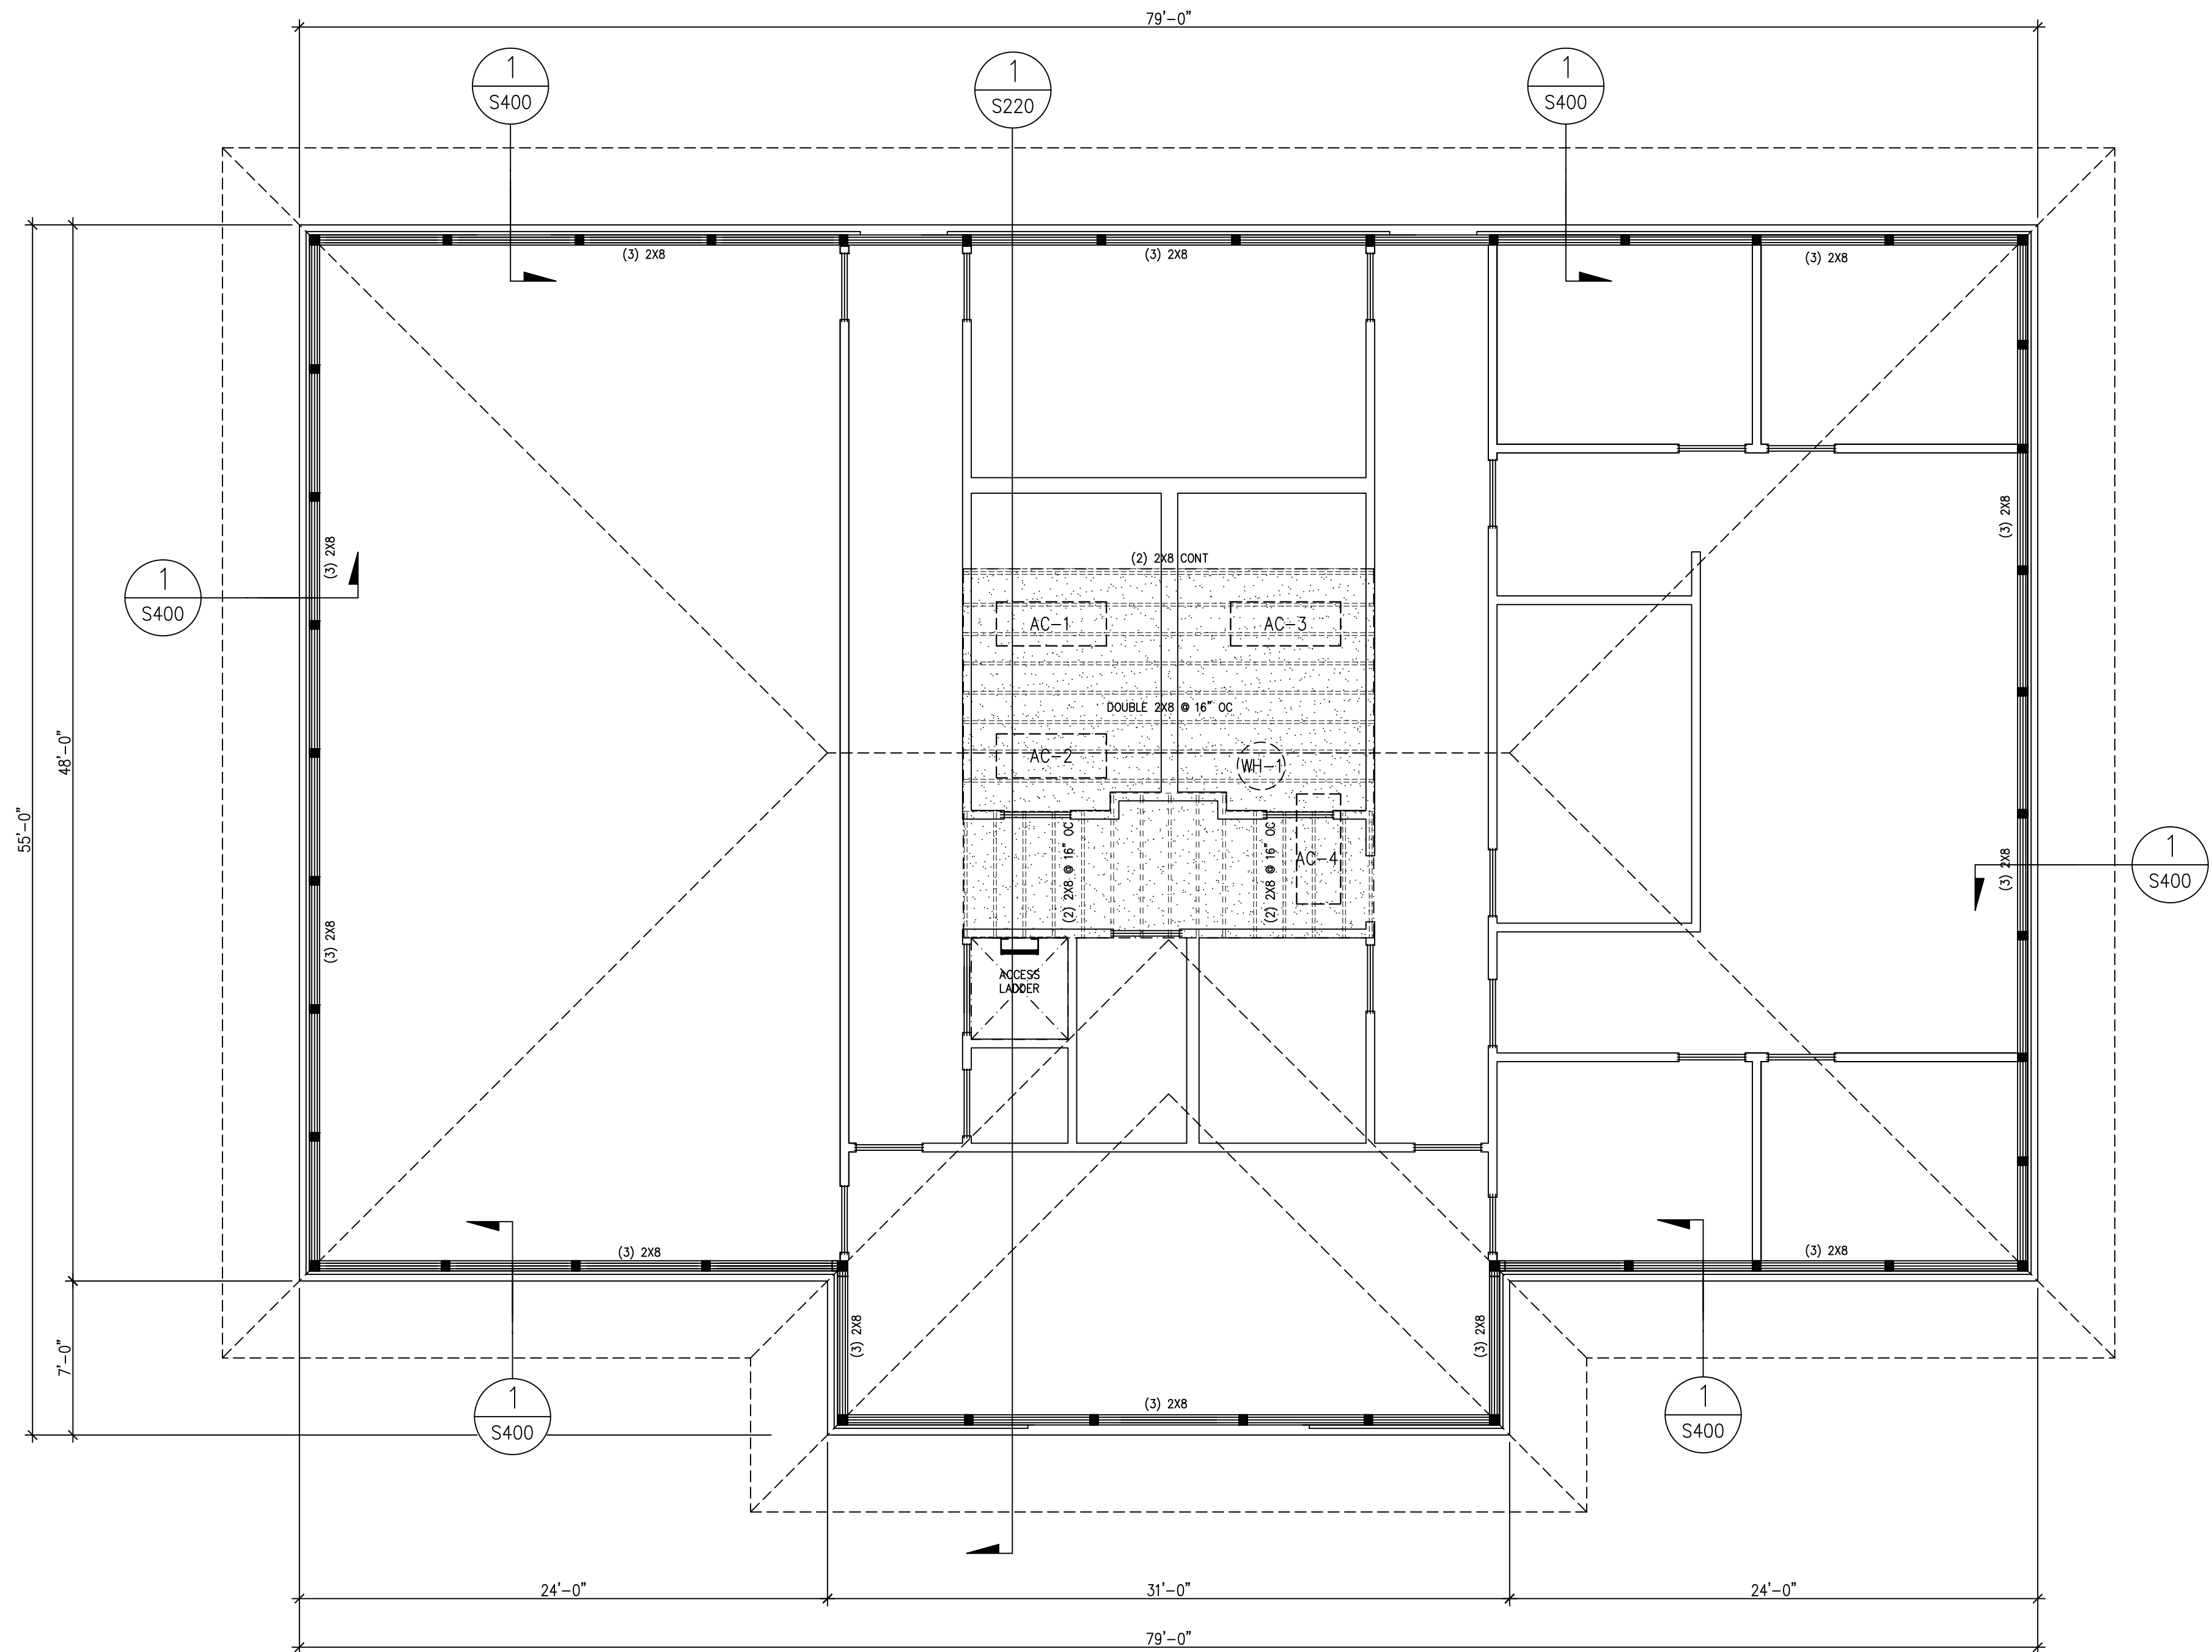 79'-0"
1
S400
1
S220
1
S400
(3) 2X8
(3) 2X8
(3) 2X8
(3) 2X8
(3) 2X8
(2) 2X8 CONT
1
S400
AC-1
AC-3
DOUBLE 2X8 @ 16" OC
48'-0"
55'-0"
AC-2
WH-1
(2) 2X8 @ 16" OC
(2) 2X8 @ 16" OC
AC-4
(3) 2X8
1
S400
(3) 2X8
ACCESS
LADDER
(3) 2X8
(3) 2X8
(3) 2X8
(3) 2X8
7'-0"
1
S400
(3) 2X8
1
S400
24'-0"
31'-0"
24'-0"
79'-0"